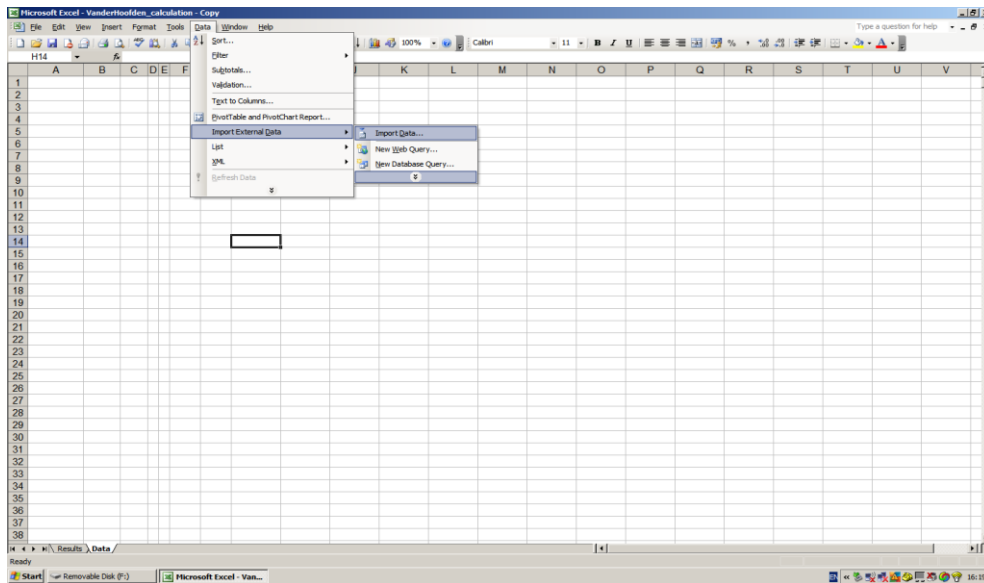 Microsoft Excel - VanderHoofden_calculation - Copy
File Edit View Insert Format Tools Data Window Help Type a question for help
100% Calibri 11 B I U %
H14 fx
A B C D E F J K L M N O P Q R S T U V
Sort...
Filter
Subtotals...
Validation...
Text to Columns...
PivotTable and PivotChart Report...
Import External Data
List
XML
Refresh Data
Import Data...
New Web Query...
New Database Query...
1
2
3
4
5
6
7
8
9
10
11
12
13
14
15
16
17
18
19
20
21
22
23
24
25
26
27
28
29
30
31
32
33
34
35
36
37
38
Results Data
Ready
Start Removable Disk (F:) Microsoft Excel - Van... EN